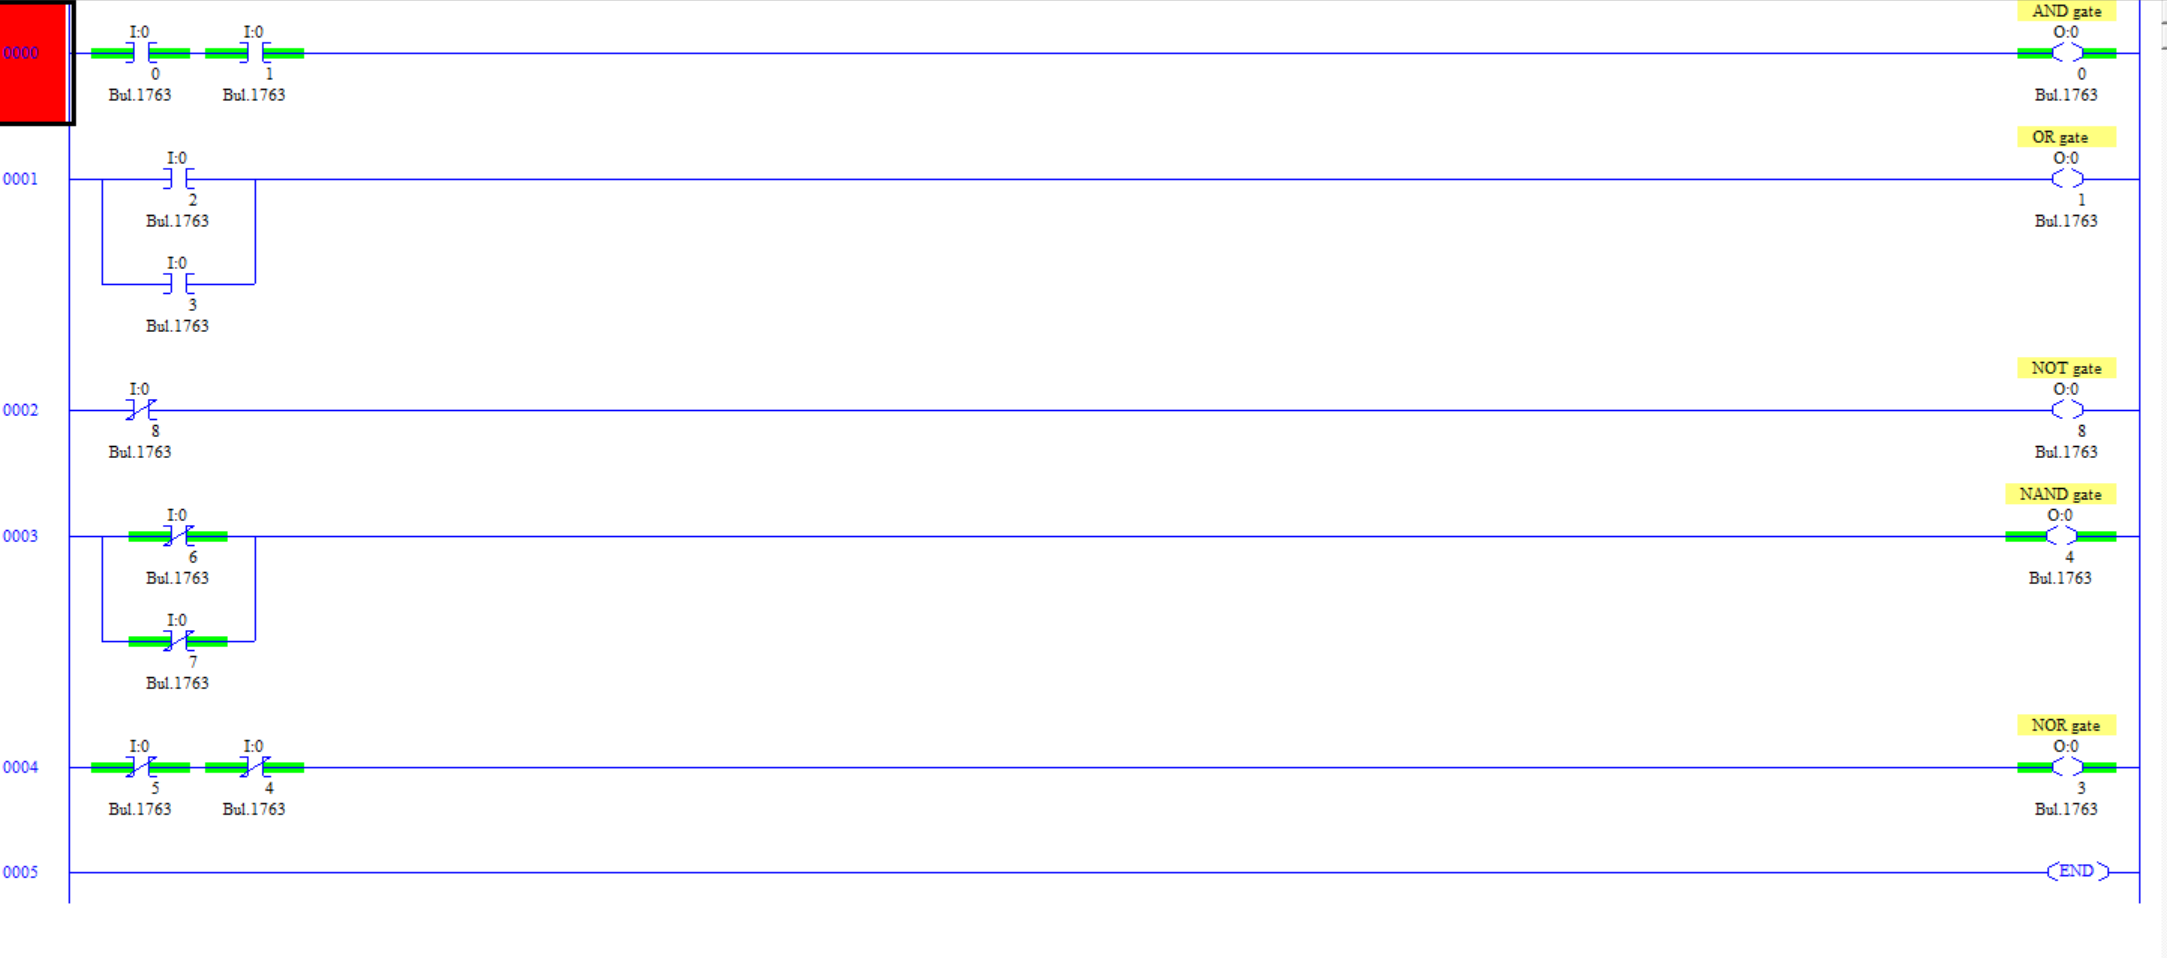 AND gate
I:0 I:0 O:0
0000
0 1 0
Bul.1763 Bul.1763 Bul.1763
OR gate
I:0 O:0
0001
2 1
Bul.1763 Bul.1763
I:0
3
Bul.1763
NOT gate
I:0 O:0
0002
8 8
Bul.1763 Bul.1763
NAND gate
I:0 O:0
0003
6 4
Bul.1763 Bul.1763
I:0
7
Bul.1763
NOR gate
I:0 I:0 O:0
0004
5 4 3
Bul.1763 Bul.1763 Bul.1763
0005 END